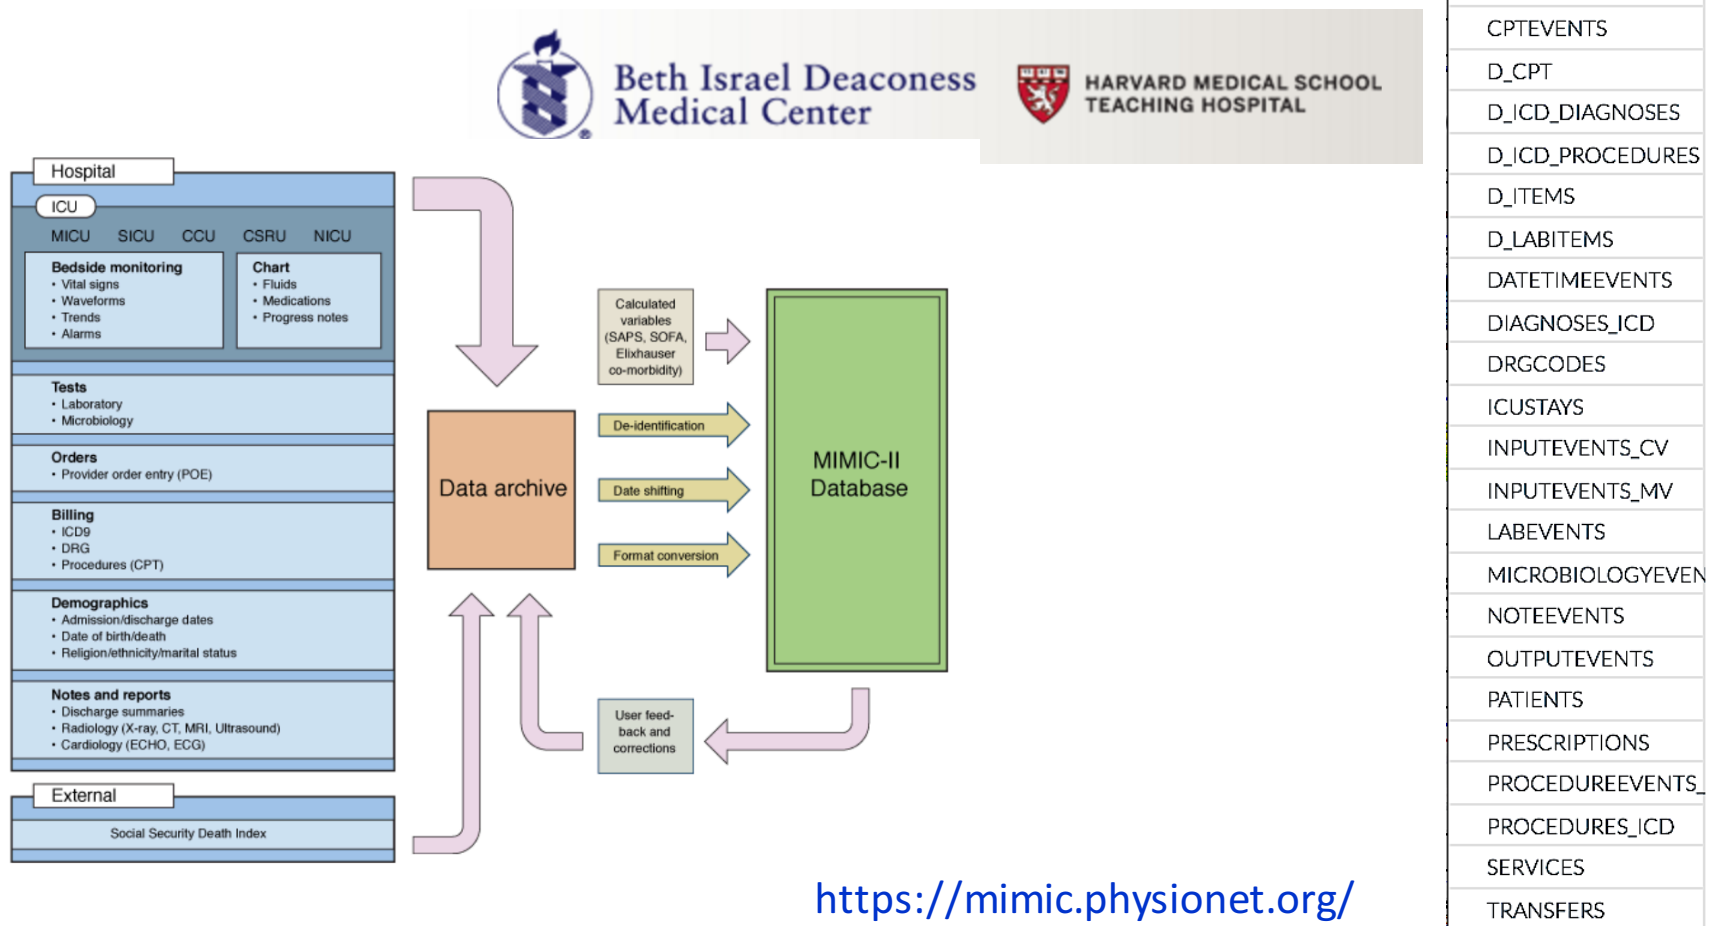 Beth Israel Deaconess
Medical Center
HARVARD MEDICAL SCHOOL
TEACHING HOSPITAL
Hospital
ICU
MICU SICU CCU CSRU NICU
Bedside monitoring
• Vital signs
• Waveforms
• Trends
• Alarms
Chart
• Fluids
• Medications
• Progress notes
Tests
• Laboratory
• Microbiology
Orders
• Provider order entry (POE)
Billing
• ICD9
• DRG
• Procedures (CPT)
Demographics
• Admission/discharge dates
• Date of birth/death
• Religion/ethnicity/marital status
Notes and reports
• Discharge summaries
• Radiology (X-ray, CT, MRI, Ultrasound)
• Cardiology (ECHO, ECG)
External
Social Security Death Index
Data archive
Calculated
variables
(SAPS, SOFA,
Elixhauser
co-morbidity)
De-identification
Date shifting
Format conversion
MIMIC-II
Database
User feed-
back and
corrections
https://mimic.physionet.org/
CPTEVENTS
D_CPT
D_ICD_DIAGNOSES
D_ICD_PROCEDURES
D_ITEMS
D_LABITEMS
DATETIMEEVENTS
DIAGNOSES_ICD
DRGCODES
ICUSTAYS
INPUTEVENTS_CV
INPUTEVENTS_MV
LABEVENTS
MICROBIOLOGYEVEN
NOTEEVENTS
OUTPUTEVENTS
PATIENTS
PRESCRIPTIONS
PROCEDUREEVENTS_
PROCEDURES_ICD
SERVICES
TRANSFERS